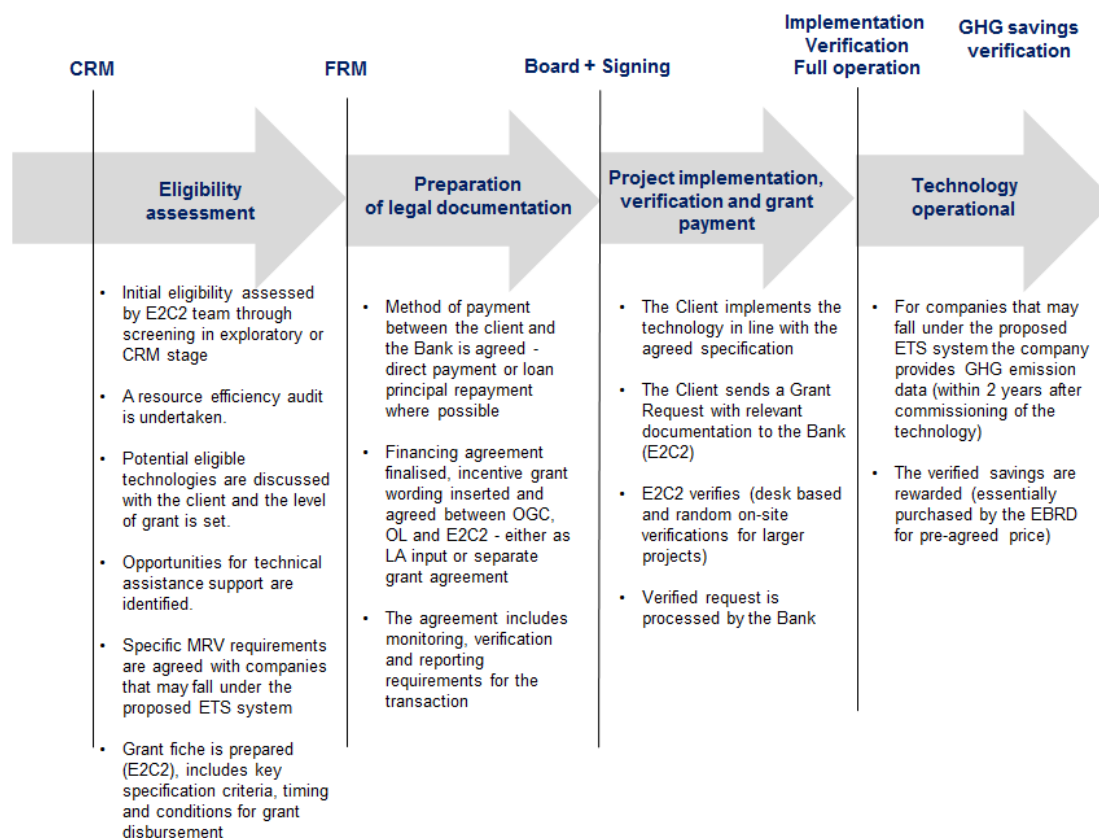 CRM
FRM
Board + Signing
Implementation
Verification
Full operation
GHG savings
verification
Eligibility
assessment
Preparation
of legal documentation
Project implementation,
verification and grant
payment
Technology
operational
• Initial eligibility assessed
by E2C2 team through
screening in exploratory or
CRM stage
• A resource efficiency audit
is undertaken.
• Potential eligible
technologies are discussed
with the client and the level
of grant is set.
• Opportunities for technical
assistance support are
identified.
• Specific MRV requirements
are agreed with companies
that may fall under the
proposed ETS system
• Grant fiche is prepared
(E2C2), includes key
specification criteria, timing
and conditions for grant
disbursement
• Method of payment
between the client and
the Bank is agreed -
direct payment or loan
principal repayment
where possible
• Financing agreement
finalised, incentive grant
wording inserted and
agreed between OGC,
OL and E2C2 - either as
LA input or separate
grant agreement
• The agreement includes
monitoring, verification
and reporting
requirements for the
transaction
• The Client implements the
technology in line with the
agreed specification
• The Client sends a Grant
Request with relevant
documentation to the Bank
(E2C2)
• E2C2 verifies (desk based
and random on-site
verifications for larger
projects)
• Verified request is
processed by the Bank
• For companies that may
fall under the proposed
ETS system the company
provides GHG emission
data (within 2 years after
commissioning of the
technology)
• The verified savings are
rewarded (essentially
purchased by the EBRD
for pre-agreed price)